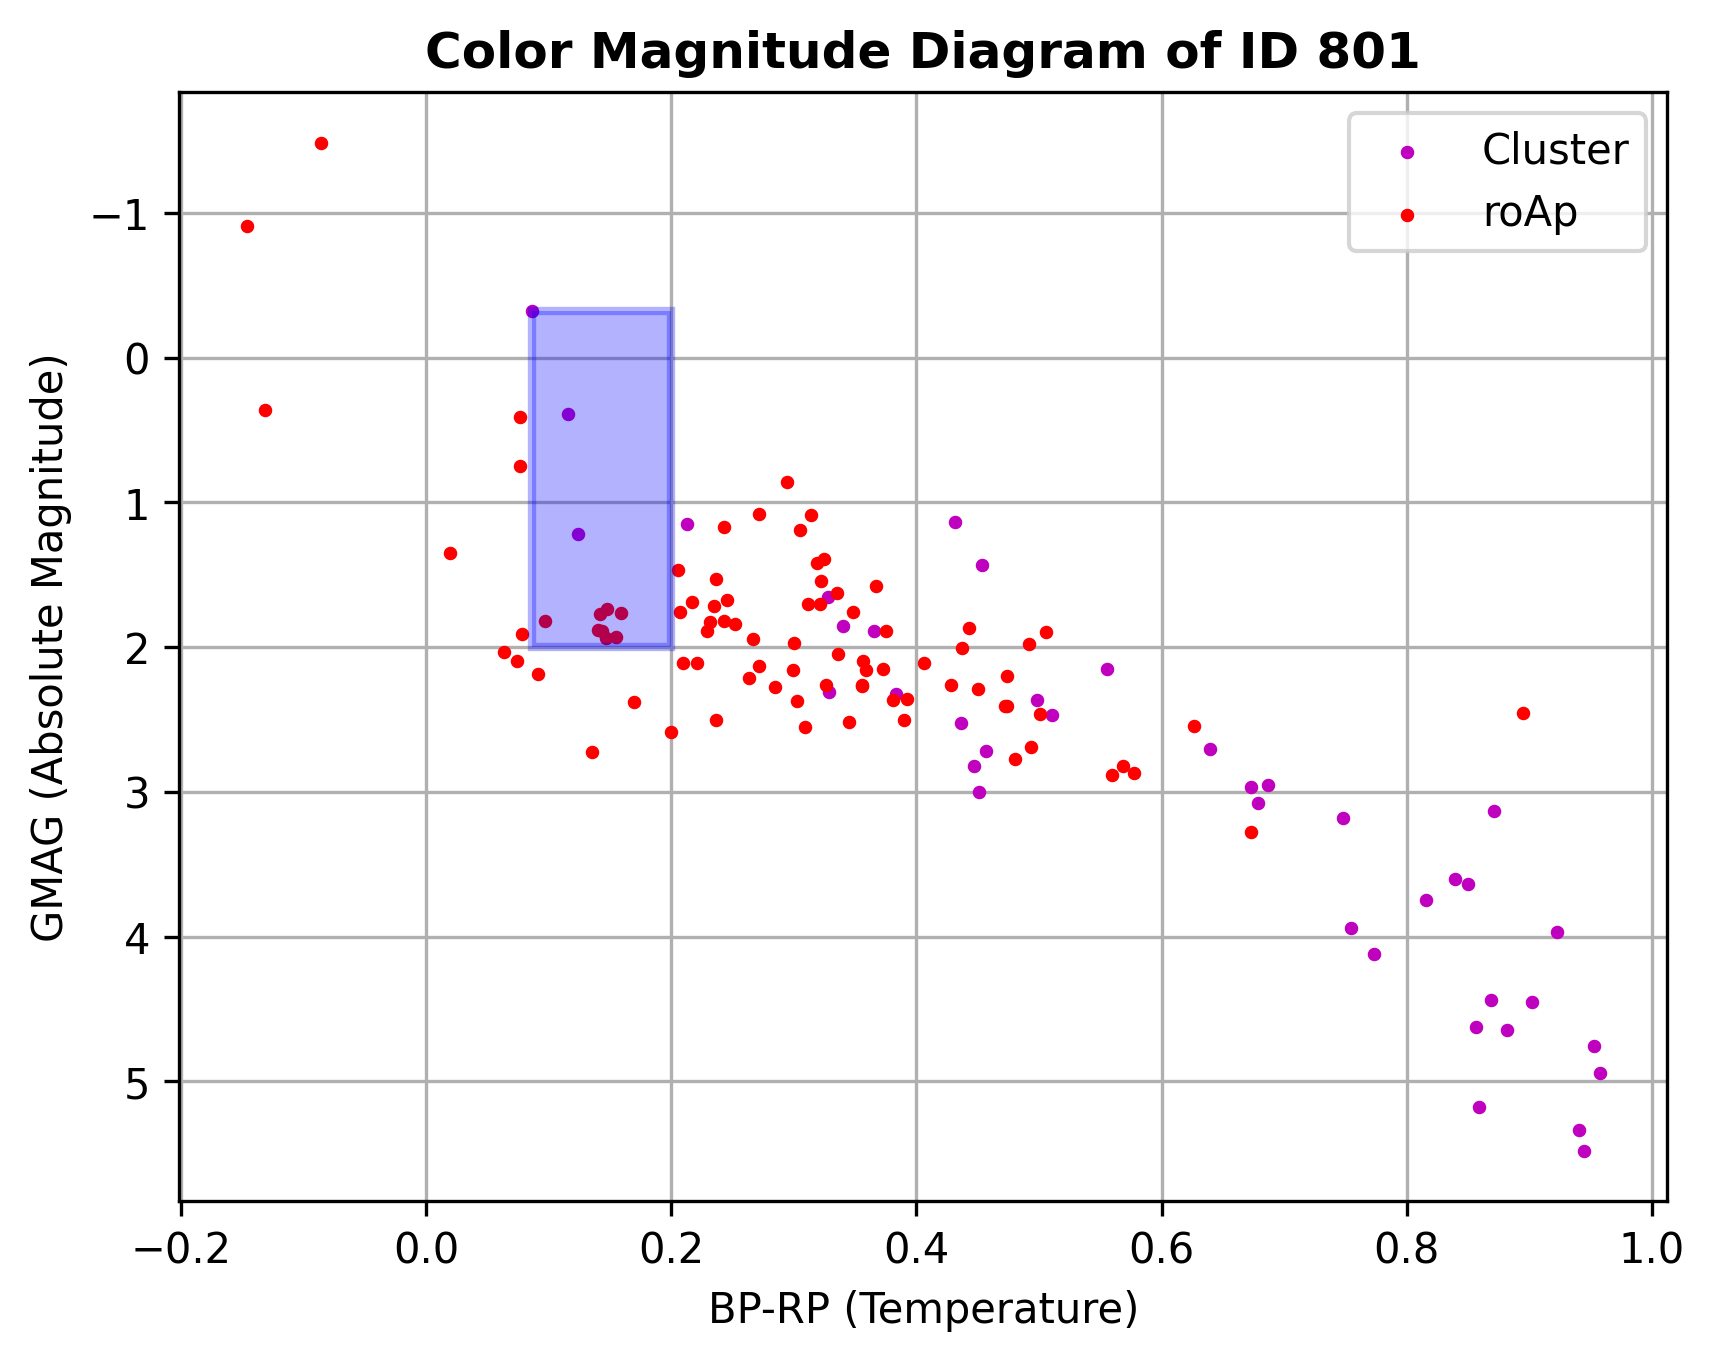 Color Magnitude Diagram of ID 801
Cluster
roAp
GMAG (Absolute Magnitude)
−1
0
1
2
3
4
5
−0.2 0.0 0.2 0.4 0.6 0.8 1.0
BP-RP (Temperature)